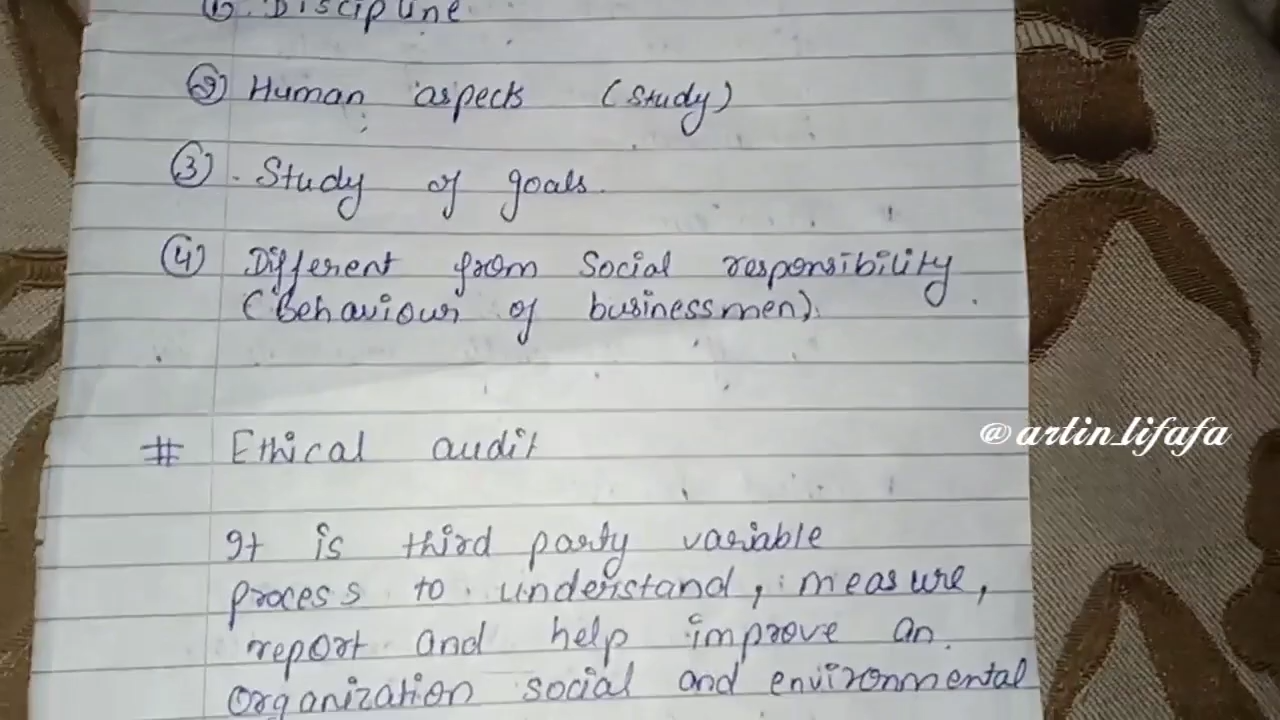 ① Discipline
② Human aspects (study)
③ . Study of goals.
④ Different from Social responsibility
(Behaviour of businessmen).
# Ethical audit
@artin_lifafa
It is third party variable
process to understand, measure,
report and help improve an
organization social and environmental